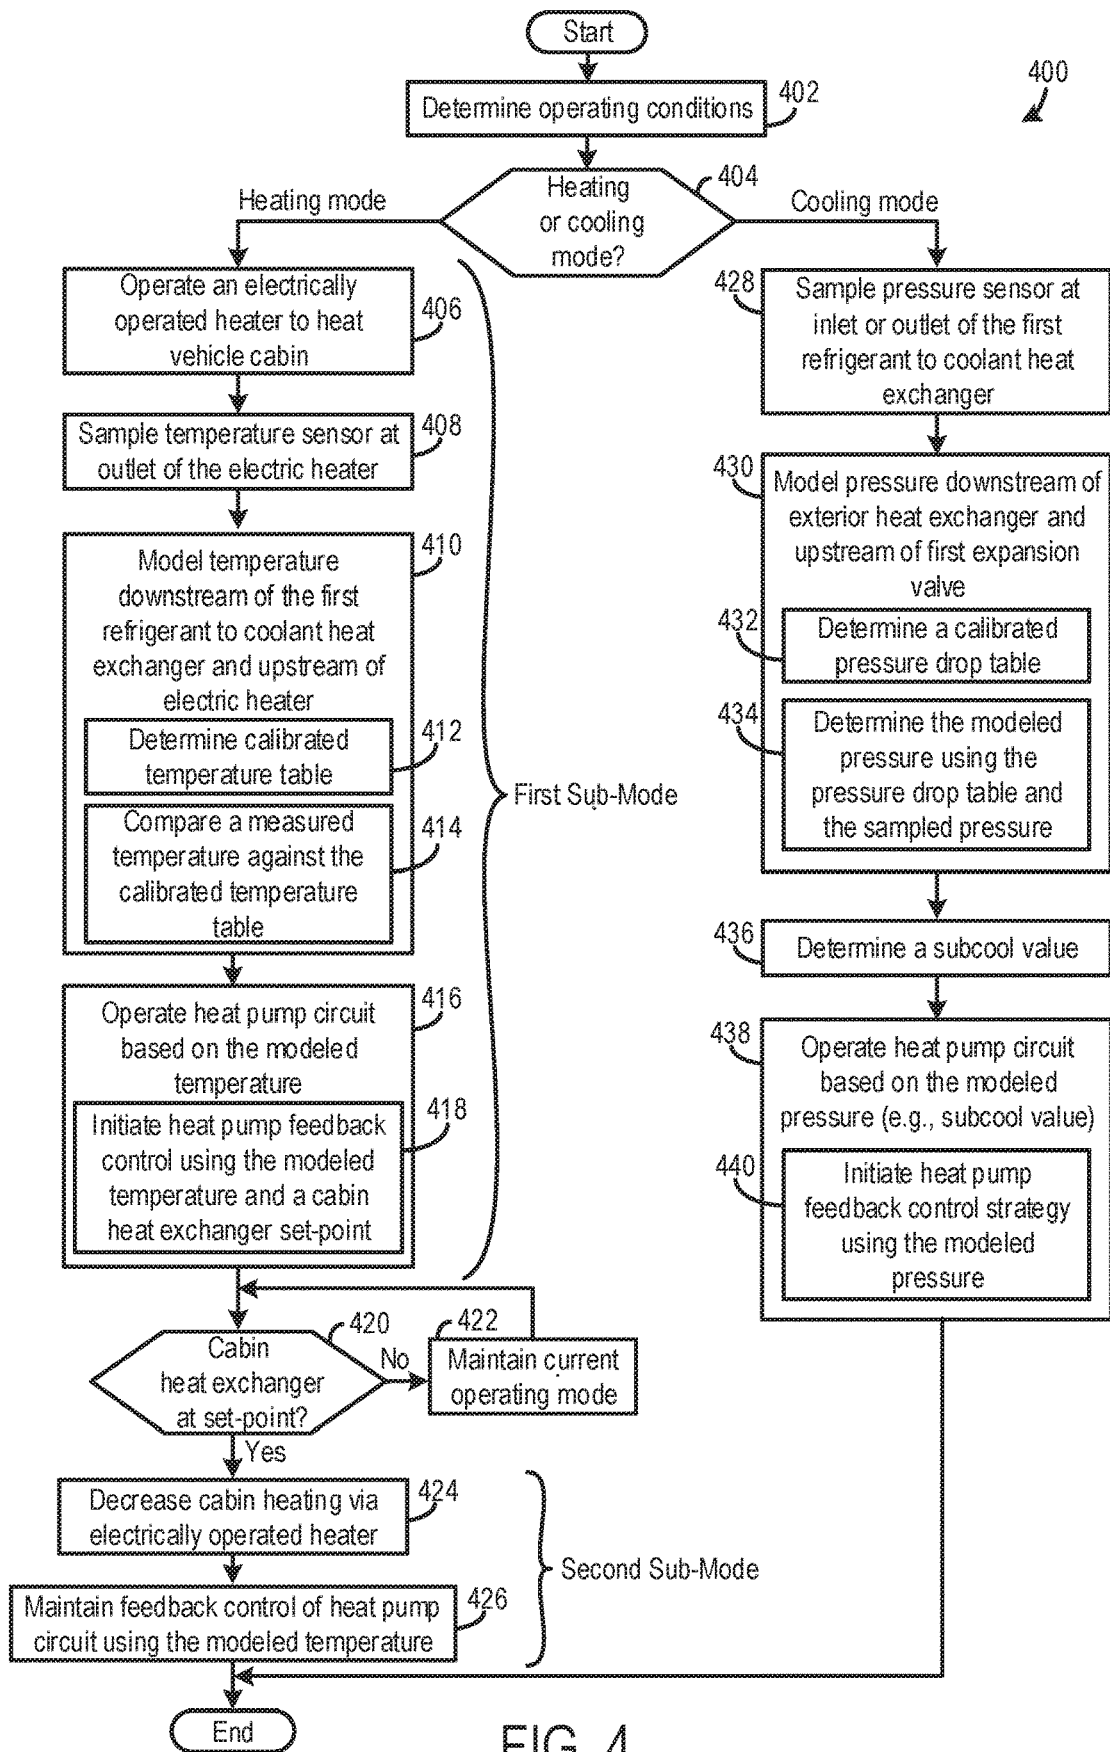 Start
Determine operating conditions
402
400
Heating
or cooling
mode?
404
Heating mode
Cooling mode
Operate an electrically
operated heater to heat
vehicle cabin
406
Sample temperature sensor at
outlet of the electric heater
408
Model temperature
downstream of the first
refrigerant to coolant heat
exchanger and upstream of
electric heater
410
Determine calibrated
temperature table
412
Compare a measured
temperature against the
calibrated temperature
table
414
Operate heat pump circuit
based on the modeled
temperature
416
Initiate heat pump feedback
control using the modeled
temperature and a cabin
heat exchanger set-point
418
First Sub-Mode
Cabin
heat exchanger
at set-point?
420
No
422
Maintain current
operating mode
Yes
Decrease cabin heating via
electrically operated heater
424
Maintain feedback control of heat pump
circuit using the modeled temperature
426
Second Sub-Mode
428
Sample pressure sensor at
inlet or outlet of the first
refrigerant to coolant heat
exchanger
430
Model pressure downstream of
exterior heat exchanger and
upstream of first expansion
valve
432
Determine a calibrated
pressure drop table
434
Determine the modeled
pressure using the
pressure drop table and
the sampled pressure
436
Determine a subcool value
438
Operate heat pump circuit
based on the modeled
pressure (e.g., subcool value)
440
Initiate heat pump
feedback control strategy
using the modeled
pressure
End
FIG. 4